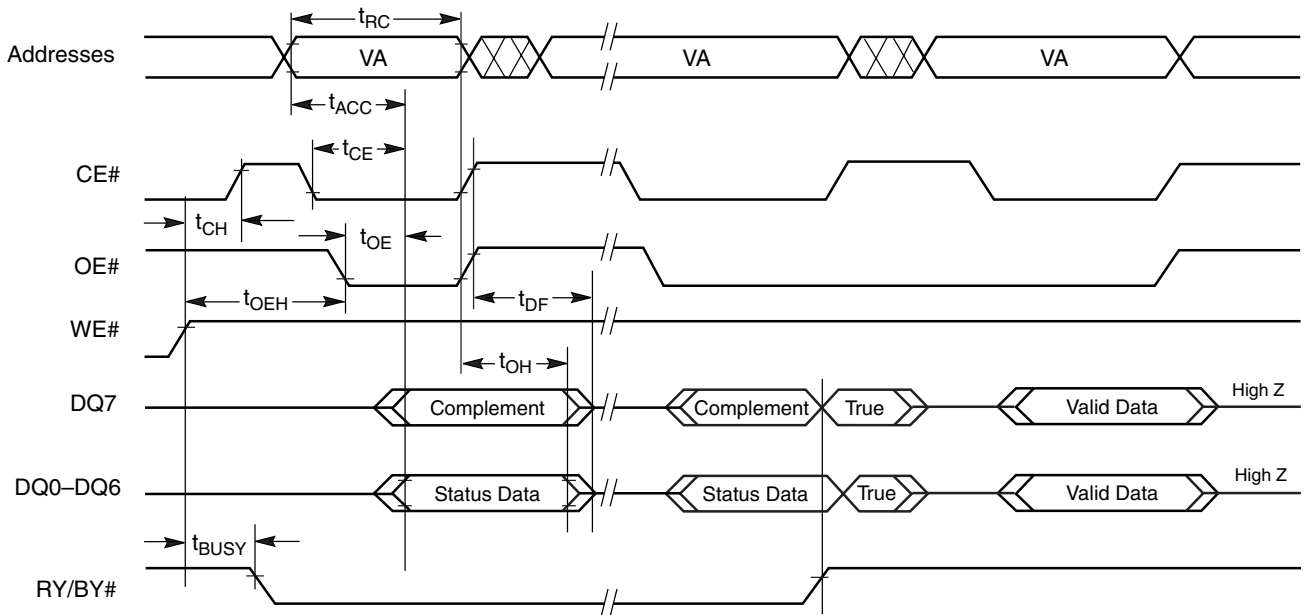 tRC
Addresses VA VA VA
tACC
tCE
CE#
tCH tOE
OE#
tOEH tDF
WE#
tOH
DQ7 Complement Complement True Valid Data High Z
DQ0–DQ6 Status Data Status Data True Valid Data High Z
tBUSY
RY/BY#